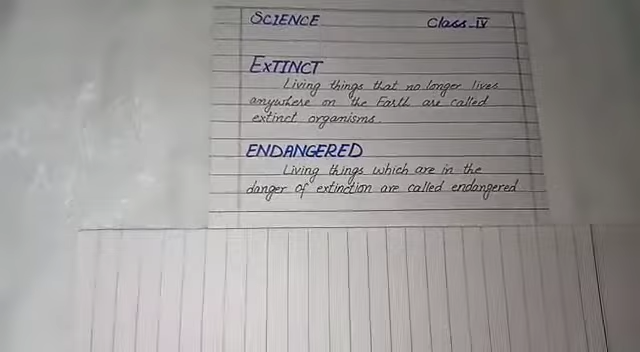 SCIENCE Class-IV
EXTINCT
Living things that no longer lives
anywhere on the Earth are called
extinct organisms.
ENDANGERED
Living things which are in the
danger of extinction are called endangered